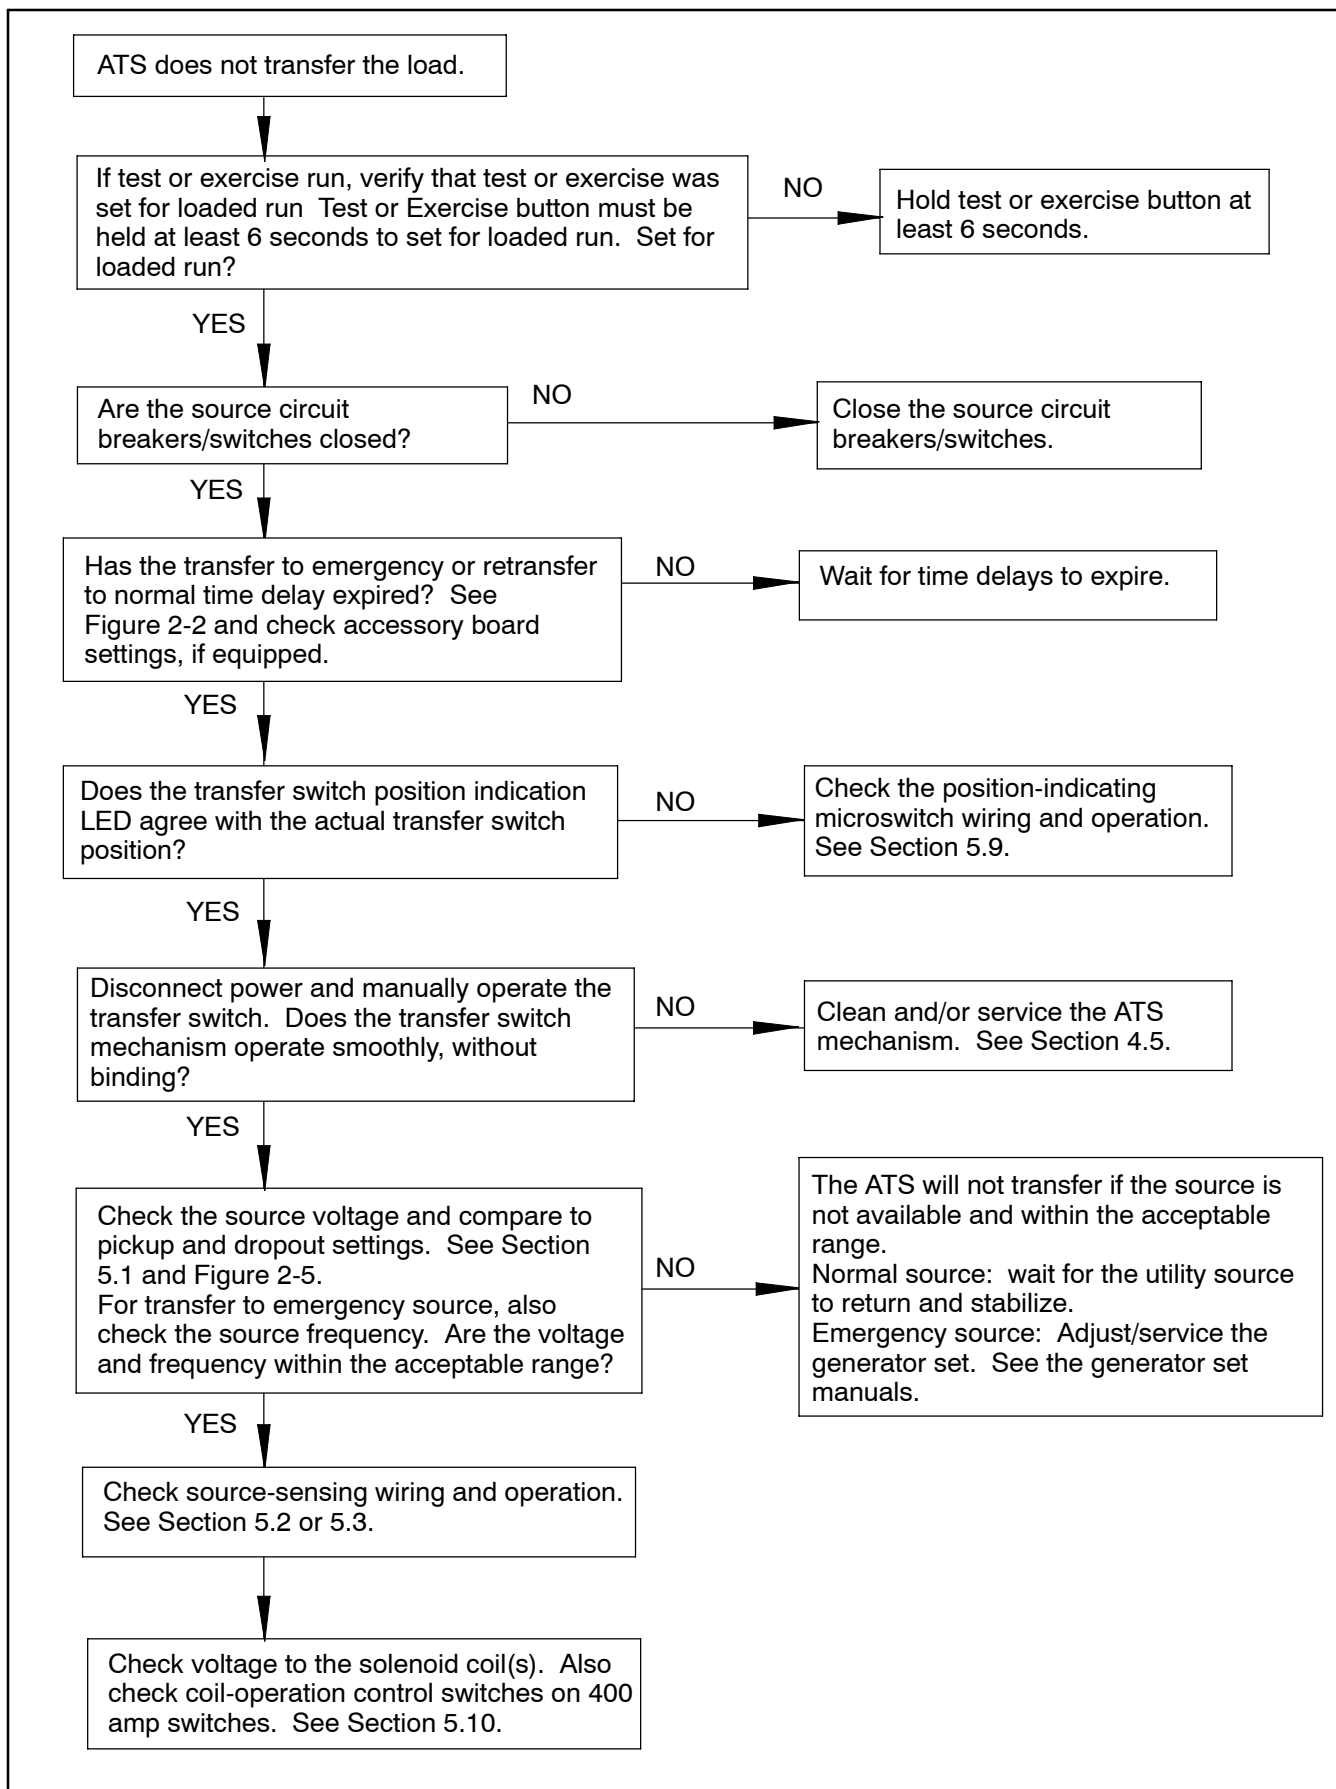 ATS does not transfer the load.
If test or exercise run, verify that test or exercise was
set for loaded run  Test or Exercise button must be
held at least 6 seconds to set for loaded run.  Set for
loaded run?
NO
Hold test or exercise button at
least 6 seconds.
YES
Are the source circuit
breakers/switches closed?
NO
Close the source circuit
breakers/switches.
YES
Has the transfer to emergency or retransfer
to normal time delay expired?  See
Figure 2-2 and check accessory board
settings, if equipped.
NO
Wait for time delays to expire.
YES
Does the transfer switch position indication
LED agree with the actual transfer switch
position?
NO
Check the position-indicating
microswitch wiring and operation.
See Section 5.9.
YES
Disconnect power and manually operate the
transfer switch.  Does the transfer switch
mechanism operate smoothly, without
binding?
NO
Clean and/or service the ATS
mechanism.  See Section 4.5.
YES
Check the source voltage and compare to
pickup and dropout settings.  See Section
5.1 and Figure 2-5.
For transfer to emergency source, also
check the source frequency.  Are the voltage
and frequency within the acceptable range?
NO
The ATS will not transfer if the source is
not available and within the acceptable
range.
Normal source:  wait for the utility source
to return and stabilize.
Emergency source:  Adjust/service the
generator set.  See the generator set
manuals.
YES
Check source-sensing wiring and operation.
See Section 5.2 or 5.3.
Check voltage to the solenoid coil(s).  Also
check coil-operation control switches on 400
amp switches.  See Section 5.10.